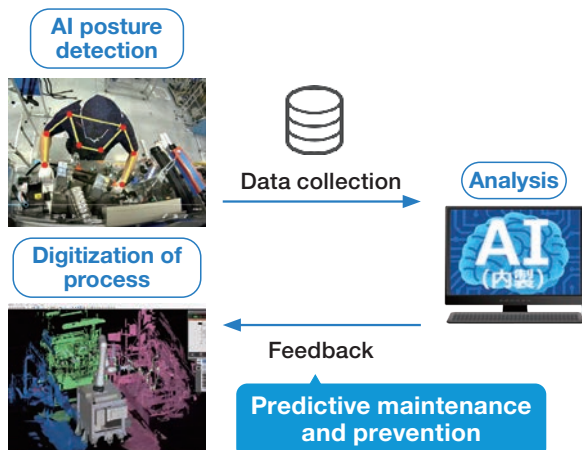 AI posture
detection
Data collection
Analysis
AI
(内製)
Digitization of
process
Feedback
Predictive maintenance
and prevention